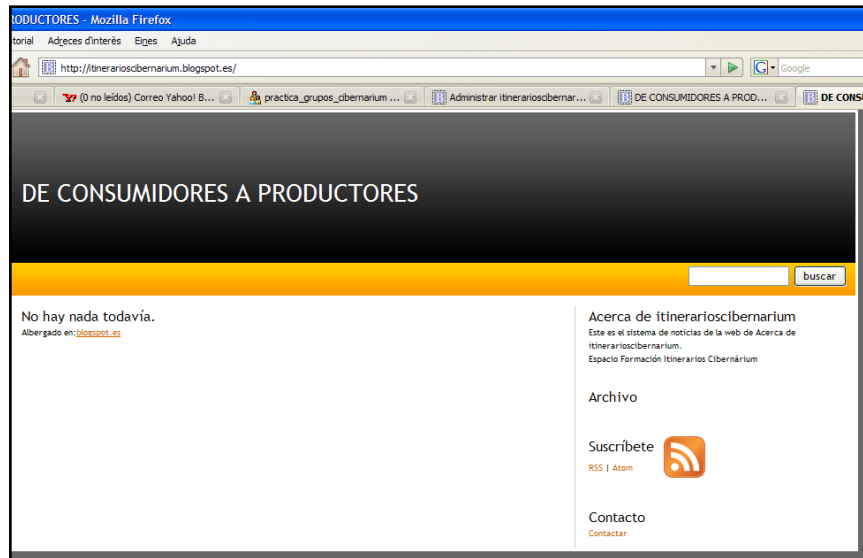 RODUCTORES - Mozilla Firefox
torial Adreces d'interès Eines Ajuda
http://itinerarioscibernarium.blogspot.es/
Google
(0 no leídos) Correo Yahoo! B...
practica_grupos_cibernarium ...
Administrar itinerarioscibernar...
DE CONSUMIDORES A PROD...
DE CONS
DE CONSUMIDORES A PRODUCTORES
buscar
No hay nada todavía.
Albergado en:blogspot.es
Acerca de itinerarioscibernarium
Este es el sistema de noticias de la web de Acerca de
itinerarioscibernarium.
Espacio Formación Itinerarios Cibernárium
Archivo
Suscríbete
RSS | Atom
Contacto
Contactar